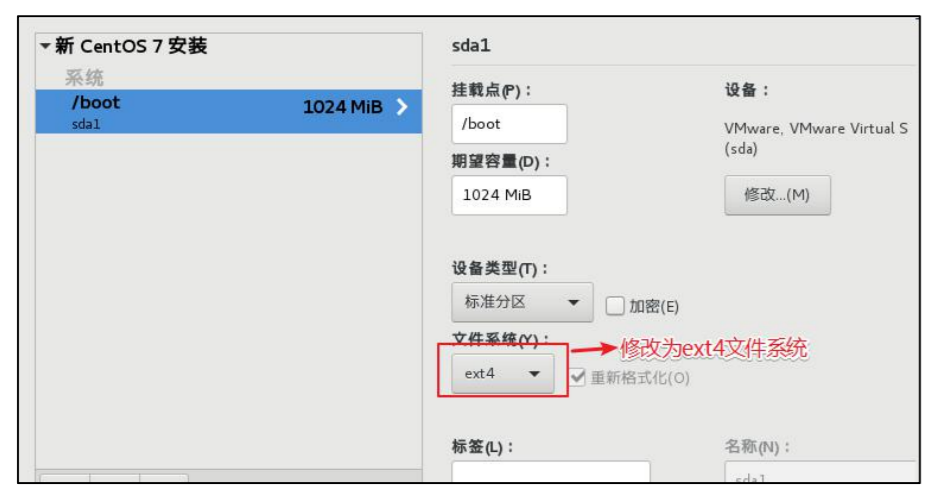 新 CentOS 7 安装
系统
/boot
1024 MiB
sda1
sda1
挂载点(P)：
设备：
/boot
VMware, VMware Virtual S
(sda)
期望容量(D)：
1024 MiB
修改...(M)
设备类型(T)：
标准分区
加密(E)
文件系统(Y)：
修改为ext4文件系统
ext4
重新格式化(O)
标签(L)：
名称(N)：
sda1